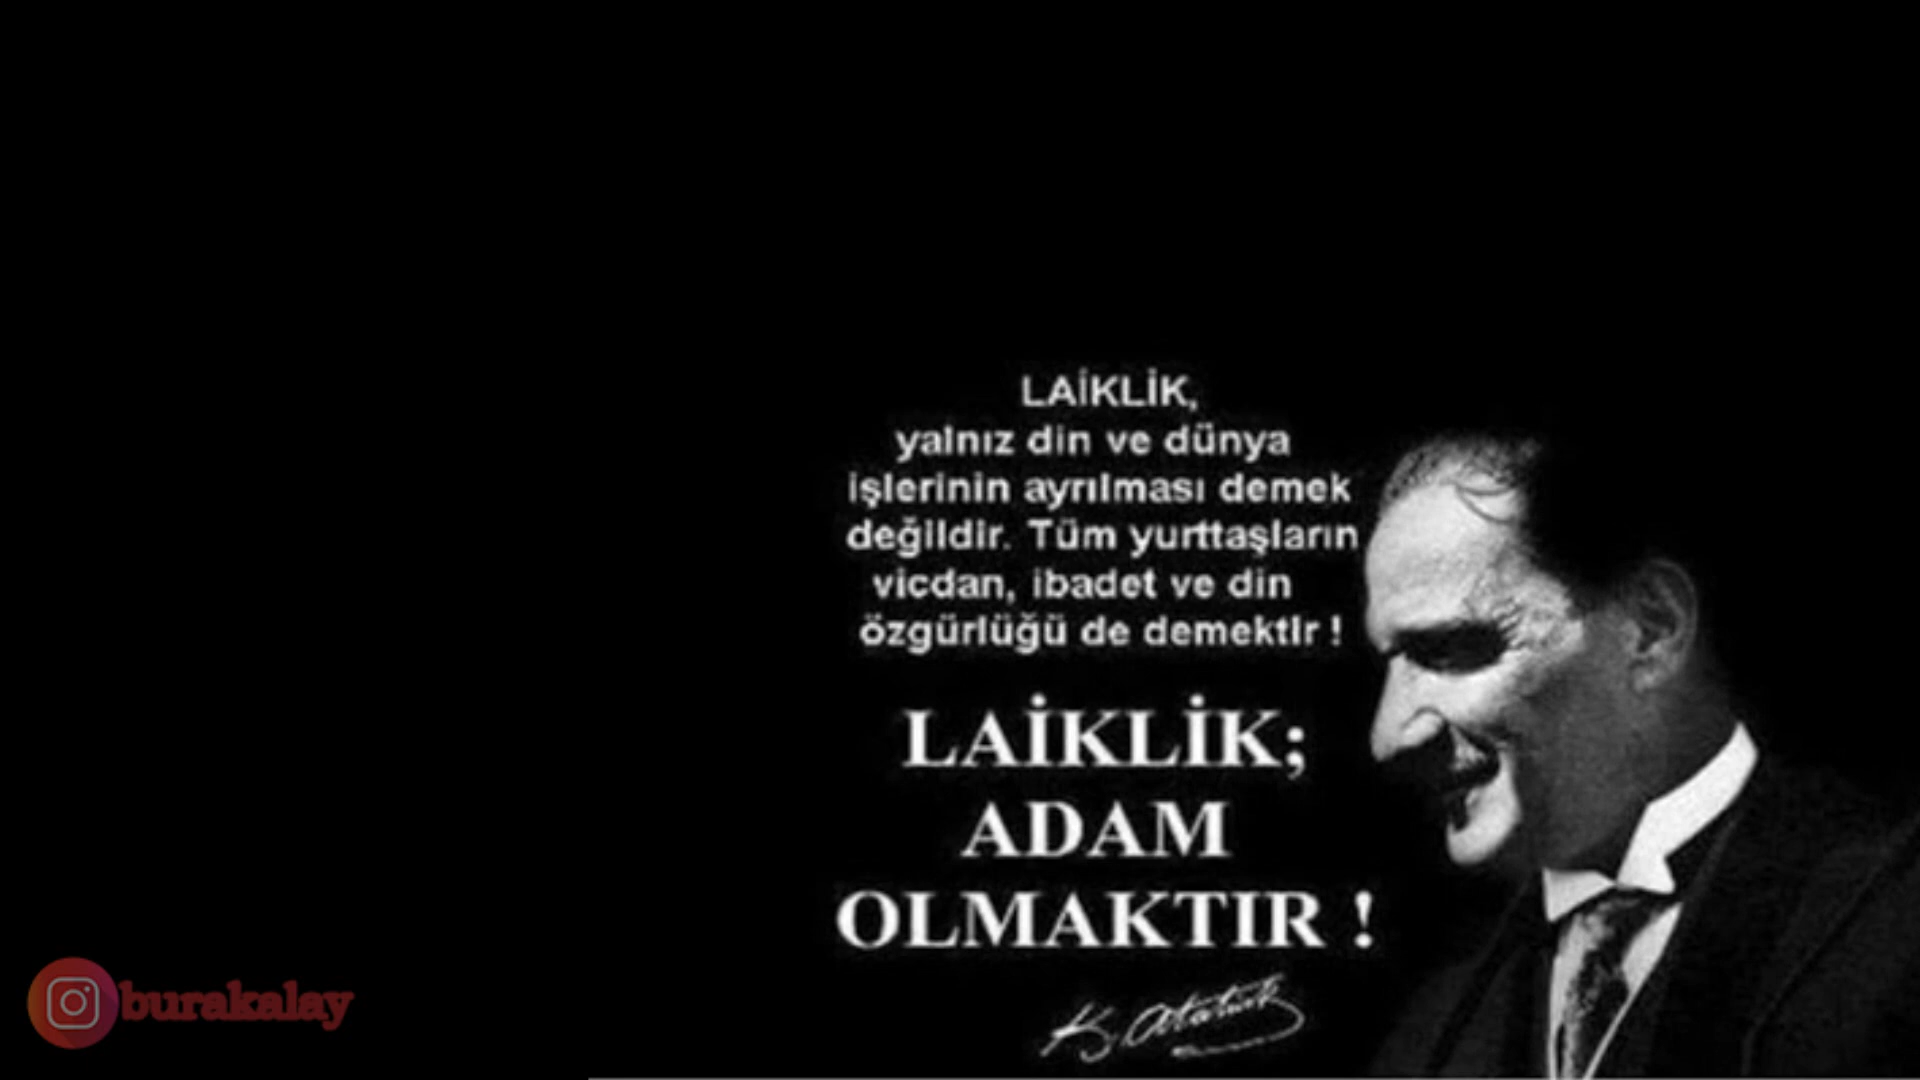 LAİKLİK,
yalnız din ve dünya
işlerinin ayrılması demek
değildir. Tüm yurttaşların
vicdan, ibadet ve din
özgürlüğü de demektir !
LAİKLİK;
ADAM
OLMAKTIR !
K. Atatürk
burakalay